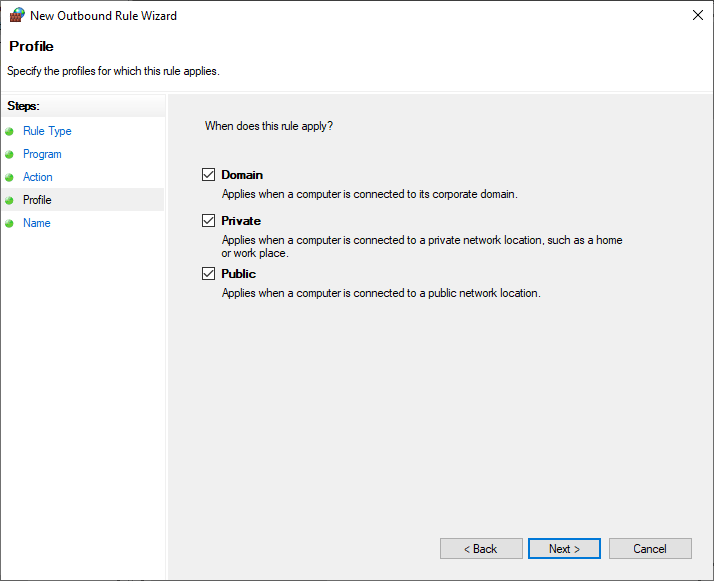 New Outbound Rule Wizard
Profile
Specify the profiles for which this rule applies.
Steps:
Rule Type
Program
Action
Profile
Name
When does this rule apply?
Domain
Applies when a computer is connected to its corporate domain.
Private
Applies when a computer is connected to a private network location, such as a home
or work place.
Public
Applies when a computer is connected to a public network location.
< Back
Next >
Cancel